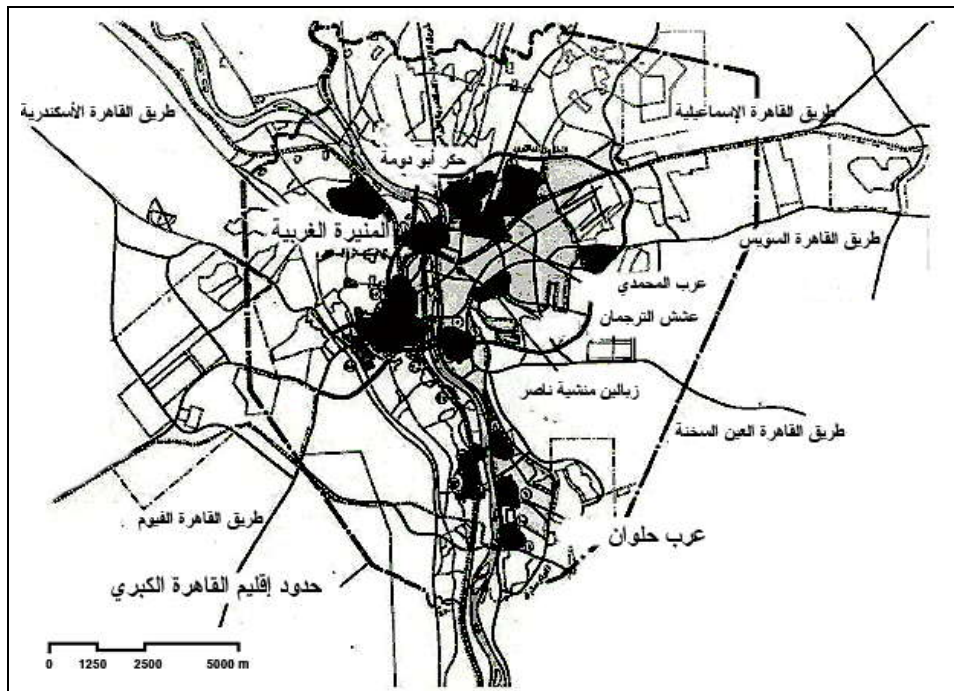 طريق القاهرة الأسكندرية
طريق القاهرة الإسماعيلية
حكر أبو دومة
المنيرة الغربية
طريق القاهرة السويس
عرب المحمدي
عشش الترجمان
زبالين منشية ناصر
طريق القاهرة العين السخنة
طريق القاهرة الفيوم
عرب حلوان
حدود إقليم القاهرة الكبري
0 1250 2500 5000 m